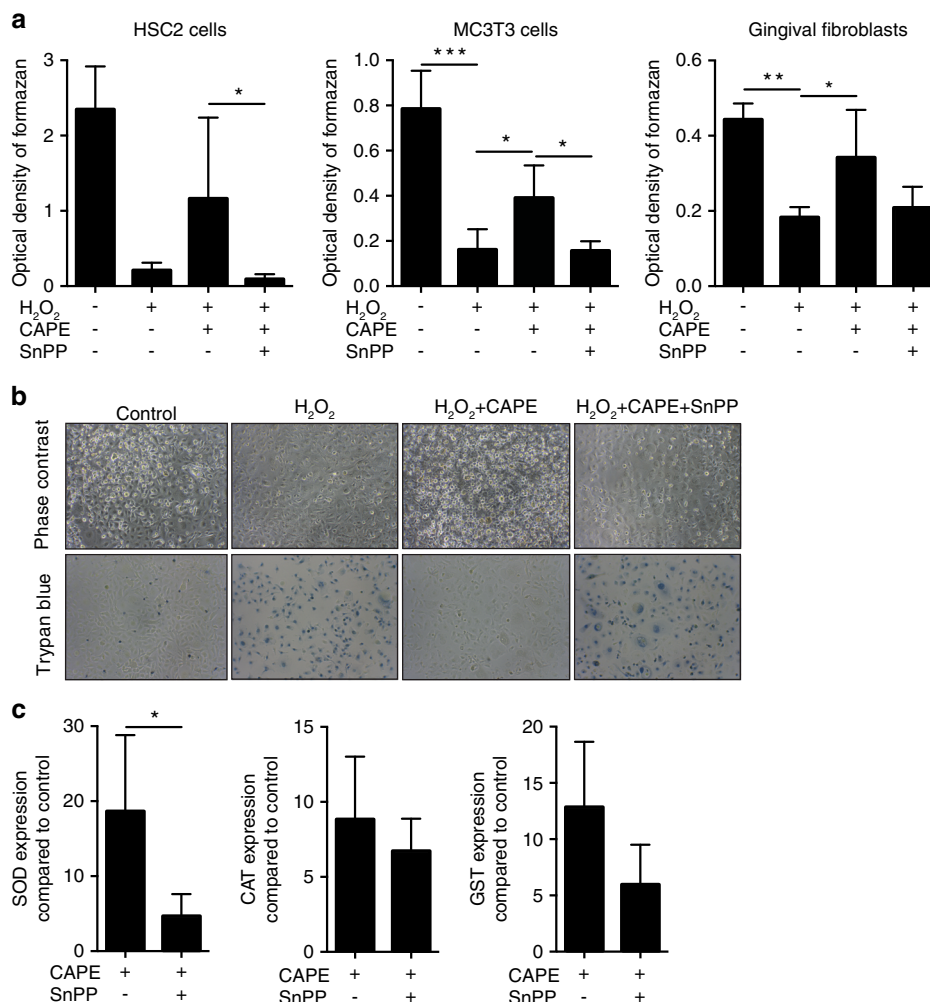 a
HSC2 cells
MC3T3 cells
Gingival fibroblasts
Optical density of formazan
3
2
1
0
*
H₂O₂ - + + +
CAPE - - + +
SnPP - - - +
Optical density of formazan
1.0
0.8
0.6
0.4
0.2
0.0
***
*
*
H₂O₂ - + + +
CAPE - - + +
SnPP - - - +
Optical density of formazan
0.6
0.4
0.2
0.0
**
*
H₂O₂ - + + +
CAPE - - + +
SnPP - - - +
b
Control
H₂O₂
H₂O₂+CAPE
H₂O₂+CAPE+SnPP
Phase contrast
Trypan blue
c
SOD expression
compared to control
30
20
10
0
*
CAPE + +
SnPP - +
CAT expression
compared to control
15
10
5
0
CAPE + +
SnPP - +
GST expression
compared to control
20
15
10
5
0
CAPE + +
SnPP - +